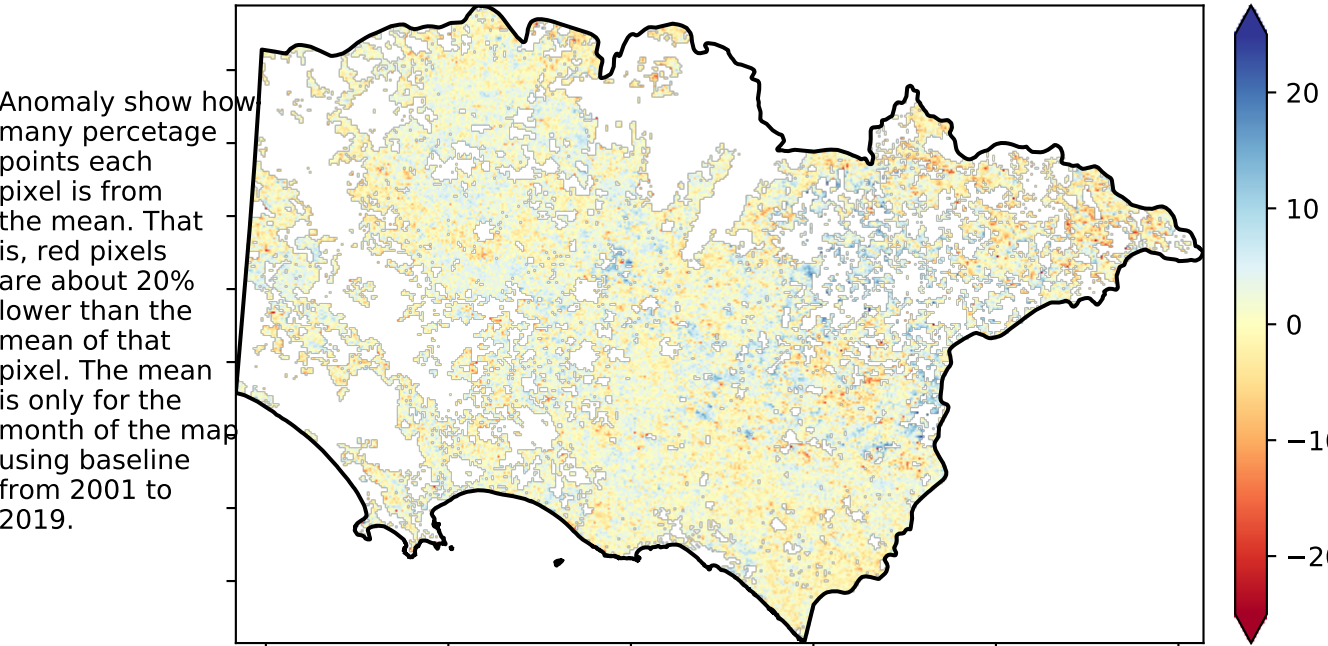 Anomaly show how
many percetage
points each
pixel is from
the mean. That
is, red pixels
are about 20%
lower than the
mean of that
pixel. The mean
is only for the
month of the map
using baseline
from 2001 to
2019.
20
10
0
−10
−20